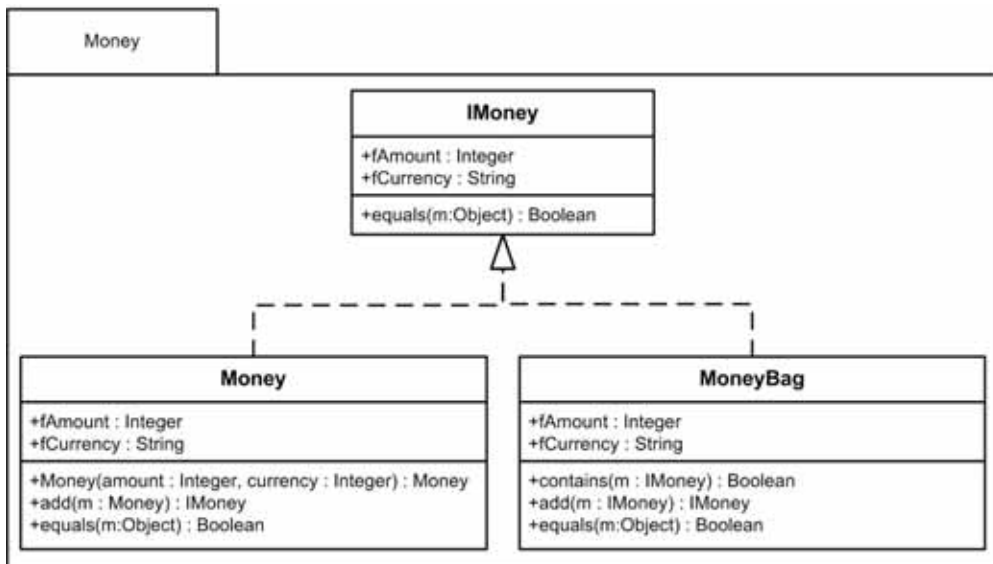 Money
IMoney
+fAmount : Integer
+fCurrency : String
+equals(m:Object) : Boolean
Money
+fAmount : Integer
+fCurrency : String
+Money(amount : Integer, currency : Integer) : Money
+add(m : Money) : IMoney
+equals(m:Object) : Boolean
MoneyBag
+fAmount : Integer
+fCurrency : String
+contains(m : IMoney) : Boolean
+add(m : IMoney) : IMoney
+equals(m:Object) : Boolean